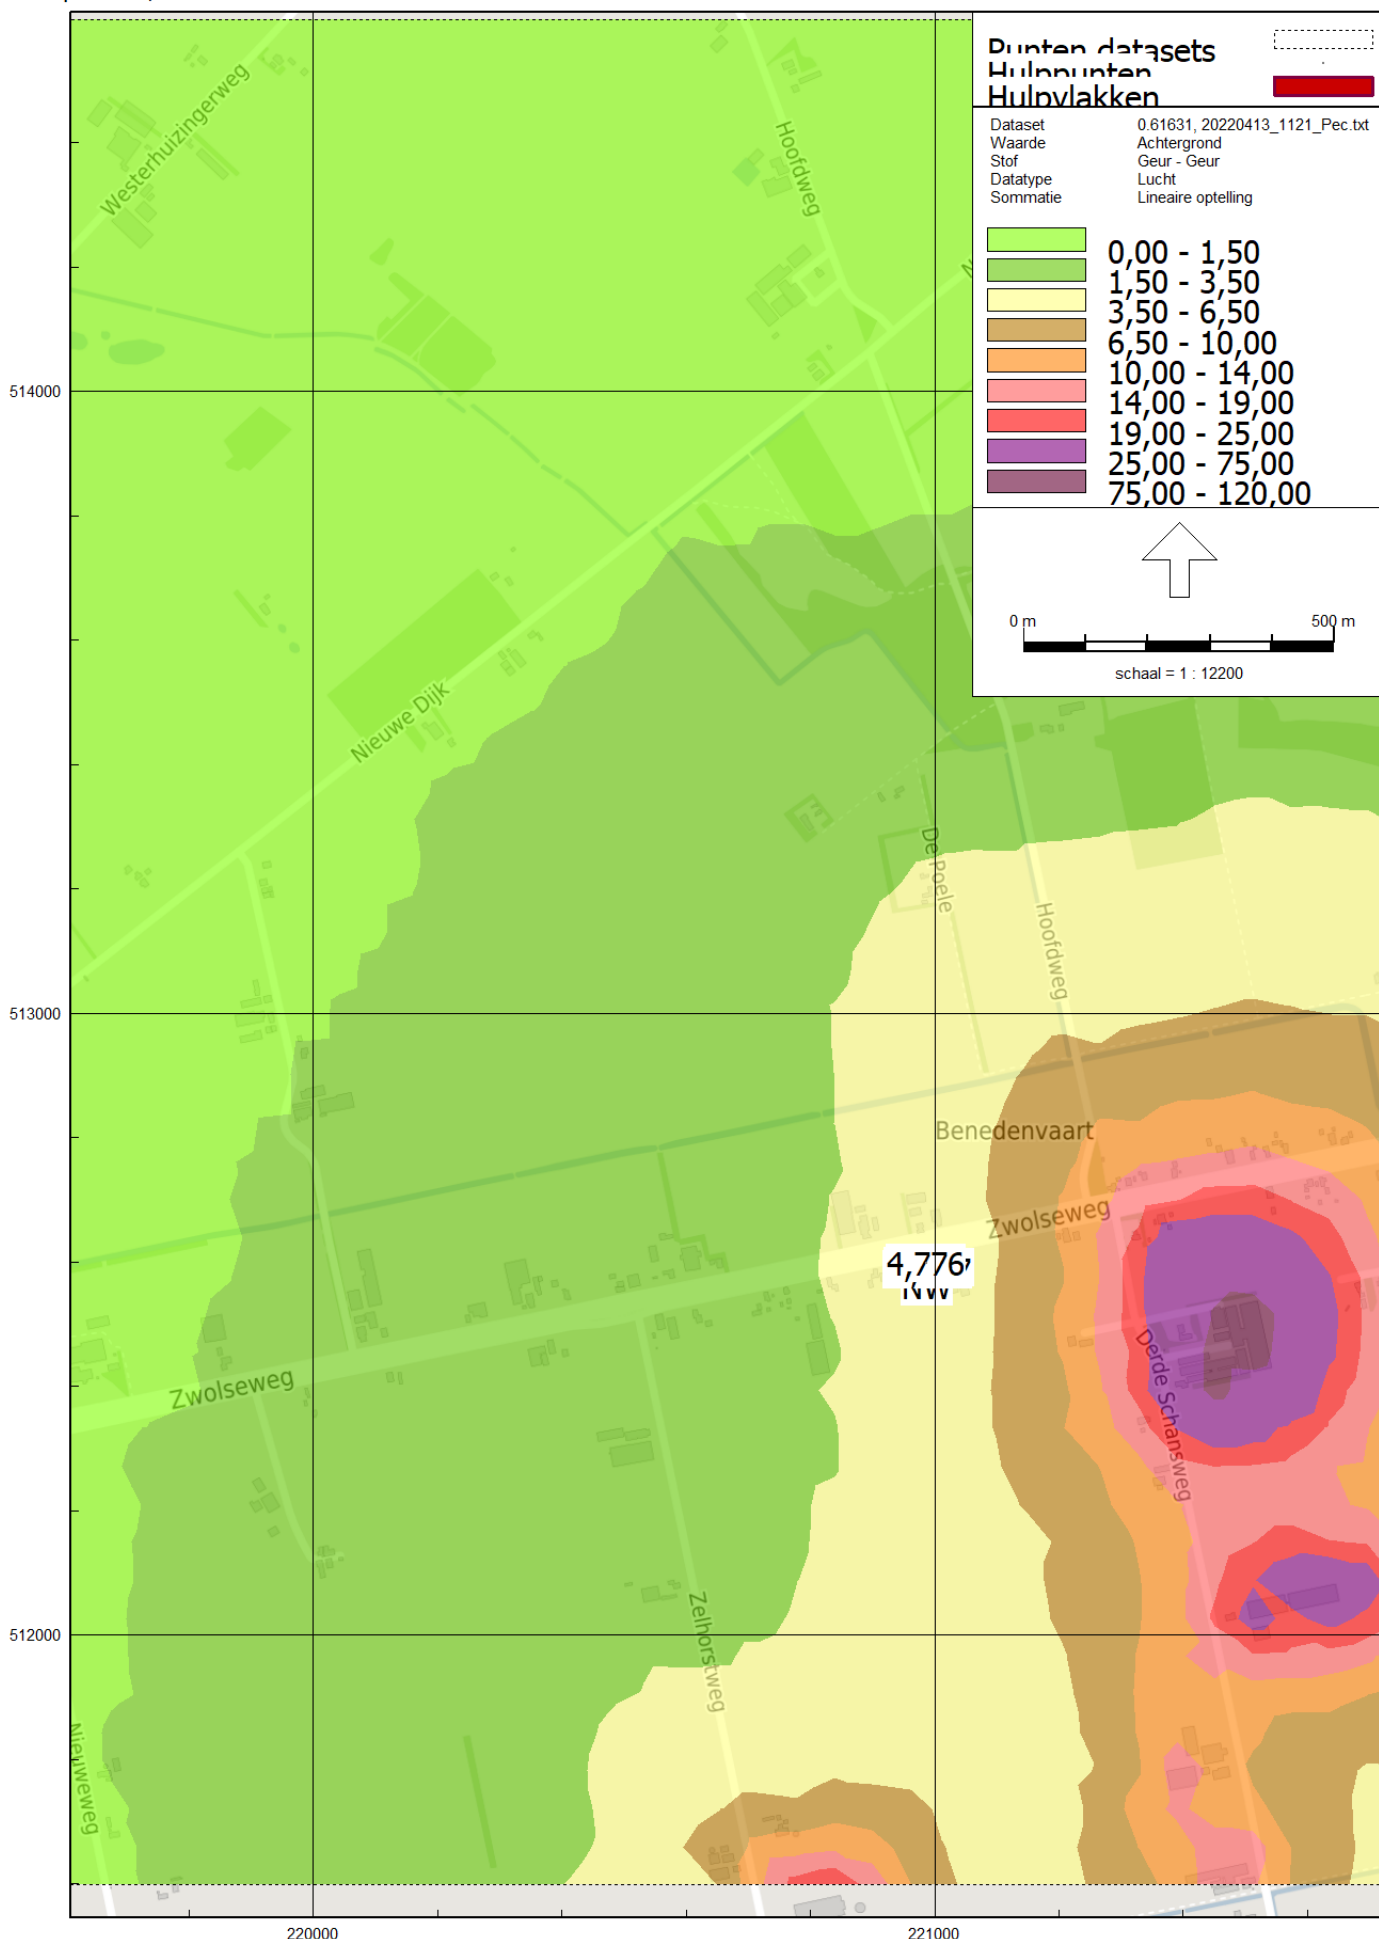 Punten datasets
Hulppunten
Hulpvlakken
Dataset 0.61631, 20220413_1121_Pec.txt
Waarde Achtergrond
Stof Geur - Geur
Datatype Lucht
Sommatie Lineaire optelling
0,00 - 1,50
1,50 - 3,50
3,50 - 6,50
6,50 - 10,00
10,00 - 14,00
14,00 - 19,00
19,00 - 25,00
25,00 - 75,00
75,00 - 120,00
0 m 500 m
schaal = 1 : 12200
Westerhuizingerweg
Hoofdweg
N
514000
Nieuwe Dijk
De Poele
Hoofdweg
513000
Benedenvaart
Zwolseweg
4,776
NW
Derde Schansweg
Zwolseweg
Zelhorstweg
512000
Nieuweweg
220000 221000